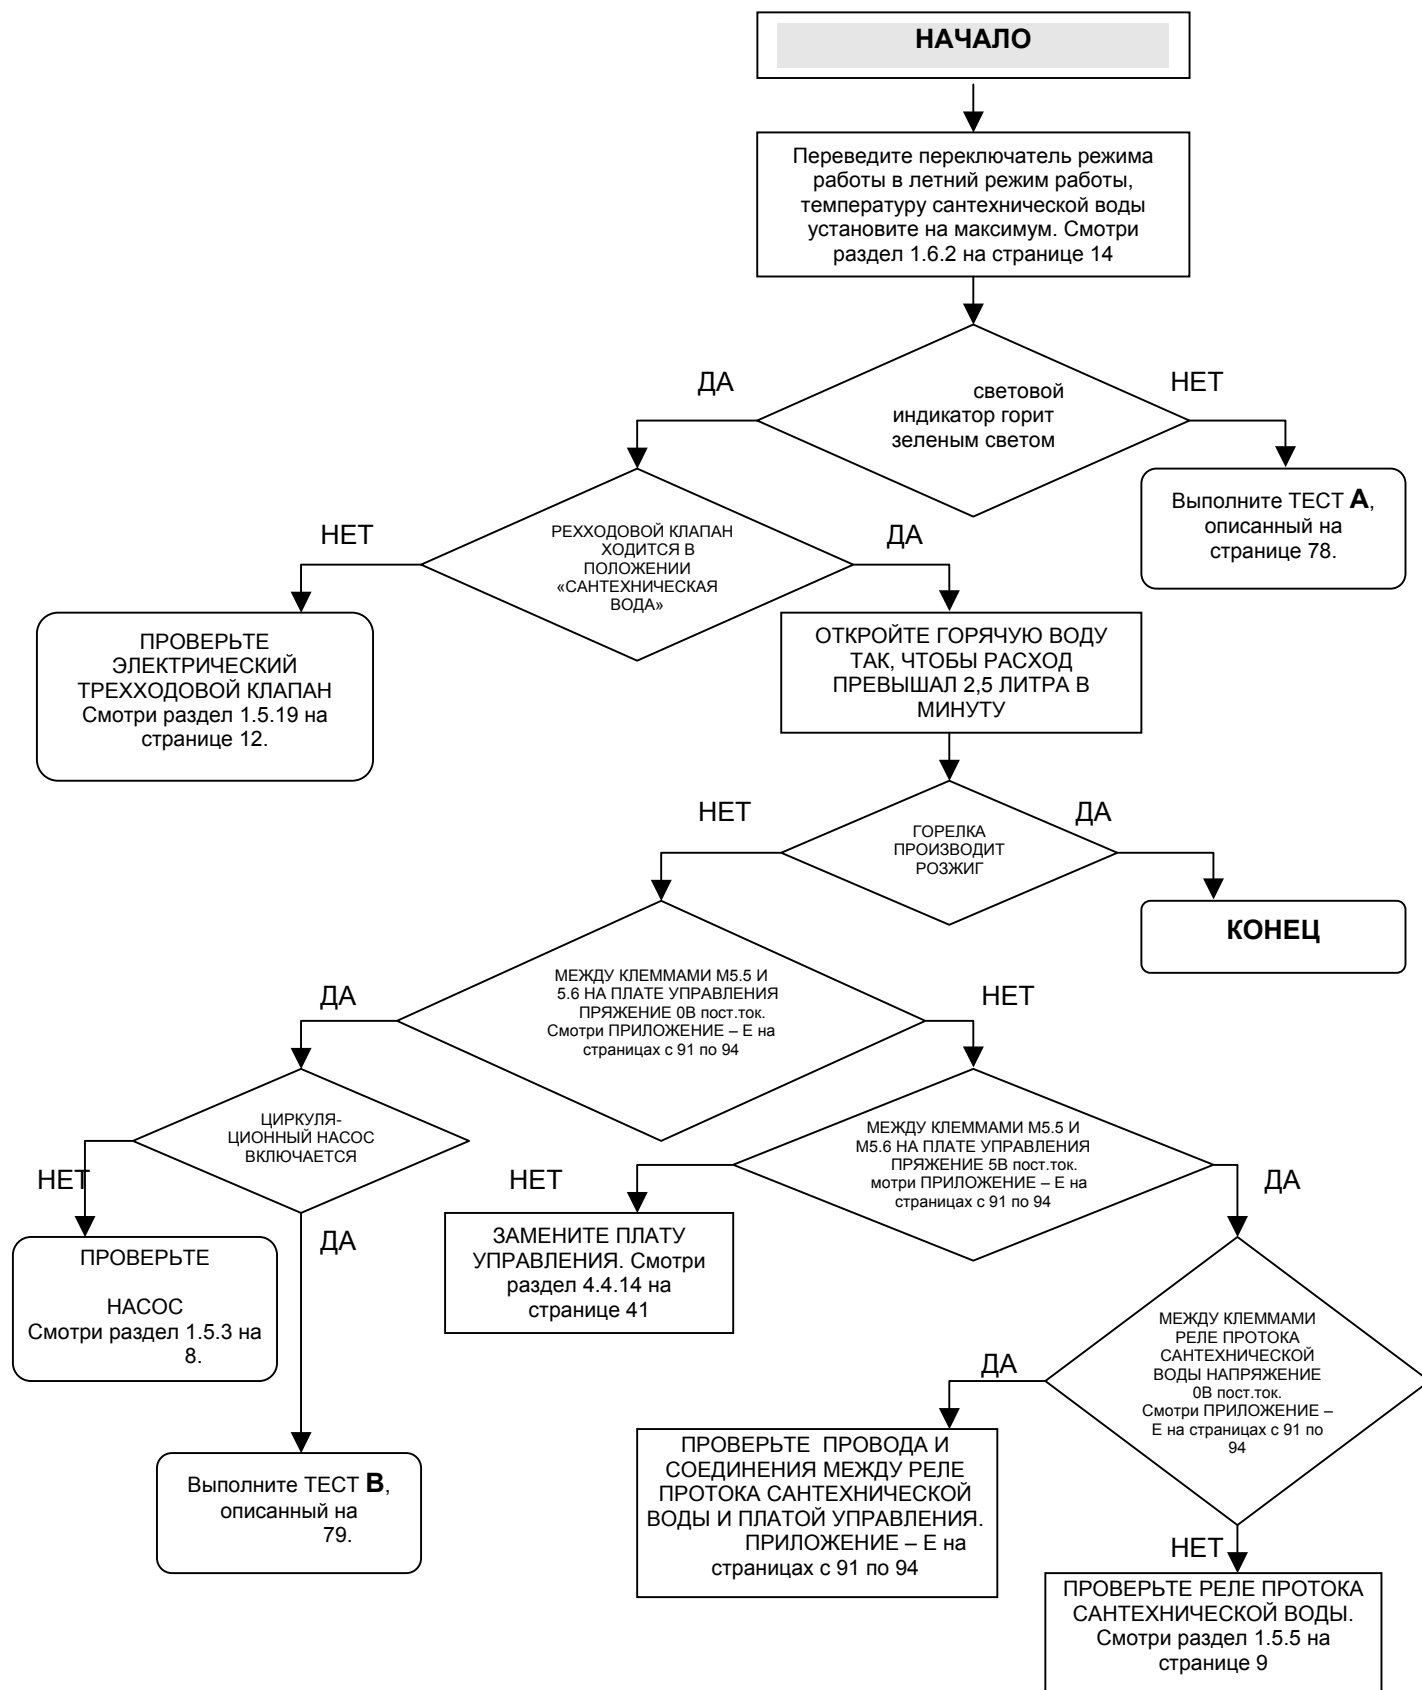 НАЧАЛО
Переведите переключатель режима
работы в летний режим работы,
температуру сантехнической воды
установите на максимум. Смотри
раздел 1.6.2 на странице 14
ДА
НЕТ
световой
индикатор горит
зеленым светом
Выполните ТЕСТ А,
описанный на
странице 78.
НЕТ
РЕХХОДОВОЙ КЛАПАН
ХОДИТСЯ В
ПОЛОЖЕНИИ
«САНТЕХНИЧЕСКАЯ
ВОДА»
ДА
ПРОВЕРЬТЕ
ЭЛЕКТРИЧЕСКИЙ
ТРЕХХОДОВОЙ КЛАПАН
Смотри раздел 1.5.19 на
странице 12.
ОТКРОЙТЕ ГОРЯЧУЮ ВОДУ
ТАК, ЧТОБЫ РАСХОД
ПРЕВЫШАЛ 2,5 ЛИТРА В
МИНУТУ
НЕТ
ДА
ГОРЕЛКА
ПРОИЗВОДИТ
РОЗЖИГ
КОНЕЦ
ДА
МЕЖДУ КЛЕММАМИ М5.5 И
5.6 НА ПЛАТЕ УПРАВЛЕНИЯ
ПРЯЖЕНИЕ 0В пост.ток.
Смотри ПРИЛОЖЕНИЕ – Е на
страницах с 91 по 94
НЕТ
ЦИРКУЛЯ-
ЦИОННЫЙ НАСОС
ВКЛЮЧАЕТСЯ
НЕТ
ДА
МЕЖДУ КЛЕММАМИ М5.5 И
М5.6 НА ПЛАТЕ УПРАВЛЕНИЯ
ПРЯЖЕНИЕ 5В пост.ток.
мотри ПРИЛОЖЕНИЕ – Е на
страницах с 91 по 94
НЕТ
ДА
ПРОВЕРЬТЕ
НАСОС
Смотри раздел 1.5.3 на
8.
ЗАМЕНИТЕ ПЛАТУ
УПРАВЛЕНИЯ. Смотри
раздел 4.4.14 на
странице 41
МЕЖДУ КЛЕММАМИ
РЕЛЕ ПРОТОКА
САНТЕХНИЧЕСКОЙ
ВОДЫ НАПРЯЖЕНИЕ
0В пост.ток.
Смотри ПРИЛОЖЕНИЕ –
Е на страницах с 91 по
94
ДА
НЕТ
Выполните ТЕСТ В,
описанный на
79.
ПРОВЕРЬТЕ ПРОВОДА И
СОЕДИНЕНИЯ МЕЖДУ РЕЛЕ
ПРОТОКА САНТЕХНИЧЕСКОЙ
ВОДЫ И ПЛАТОЙ УПРАВЛЕНИЯ.
ПРИЛОЖЕНИЕ – Е на
страницах с 91 по 94
ПРОВЕРЬТЕ РЕЛЕ ПРОТОКА
САНТЕХНИЧЕСКОЙ ВОДЫ.
Смотри раздел 1.5.5 на
странице 9